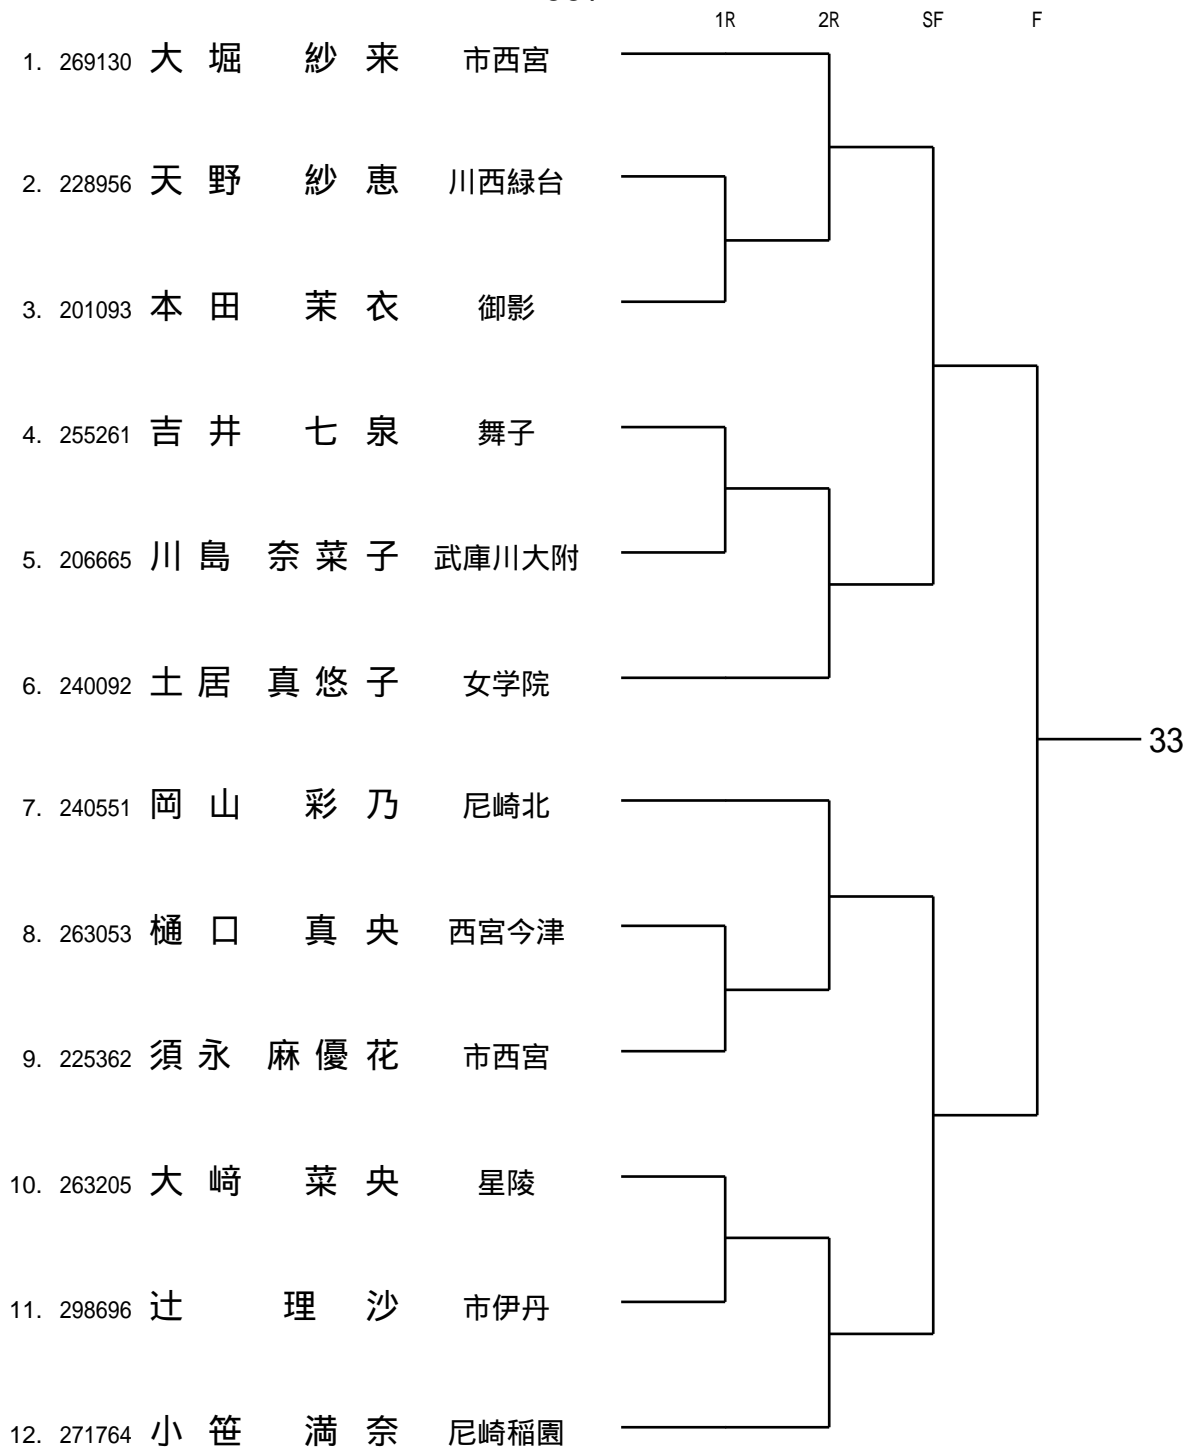 1R 2R SF F
1. 269130 大堀 紗来 市西宮
2. 228956 天野 紗恵 川西緑台
3. 201093 本田 茉衣 御影
4. 255261 吉井 七泉 舞子
5. 206665 川島 奈菜子 武庫川大附
6. 240092 土居 真悠子 女学院
33
7. 240551 岡山 彩乃 尼崎北
8. 263053 樋口 真央 西宮今津
9. 225362 須永 麻優花 市西宮
10. 263205 大﨑 菜央 星陵
11. 298696 辻 理沙 市伊丹
12. 271764 小笹 満奈 尼崎稲園